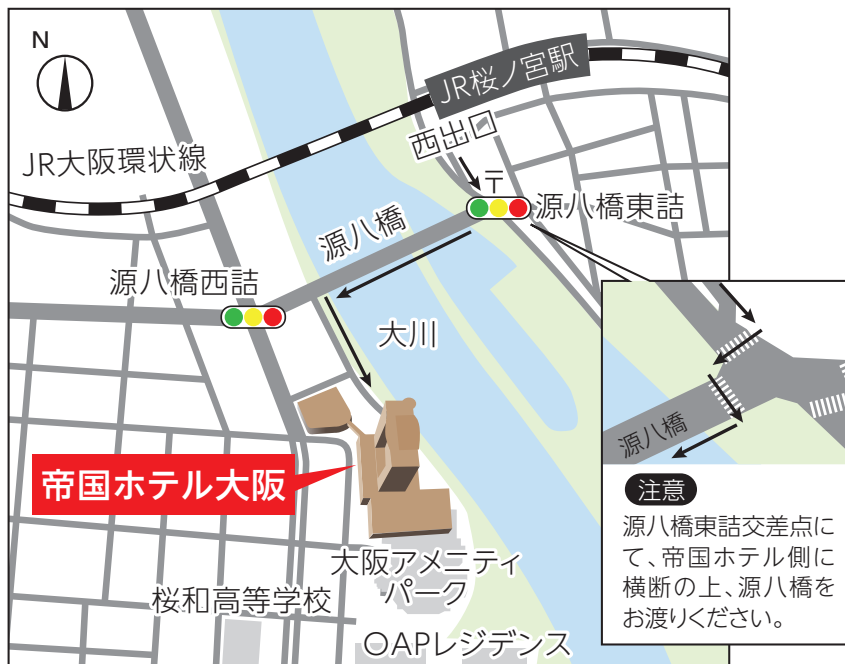 N
JR桜ノ宮駅
西出口
JR大阪環状線
〒
源八橋東詰
源八橋
源八橋西詰
大川
帝国ホテル大阪
大阪アメニティ
パーク
桜和高等学校
OAPレジデンス
源八橋
注意
源八橋東詰交差点に
て、帝国ホテル側に
横断の上、源八橋を
お渡りください。